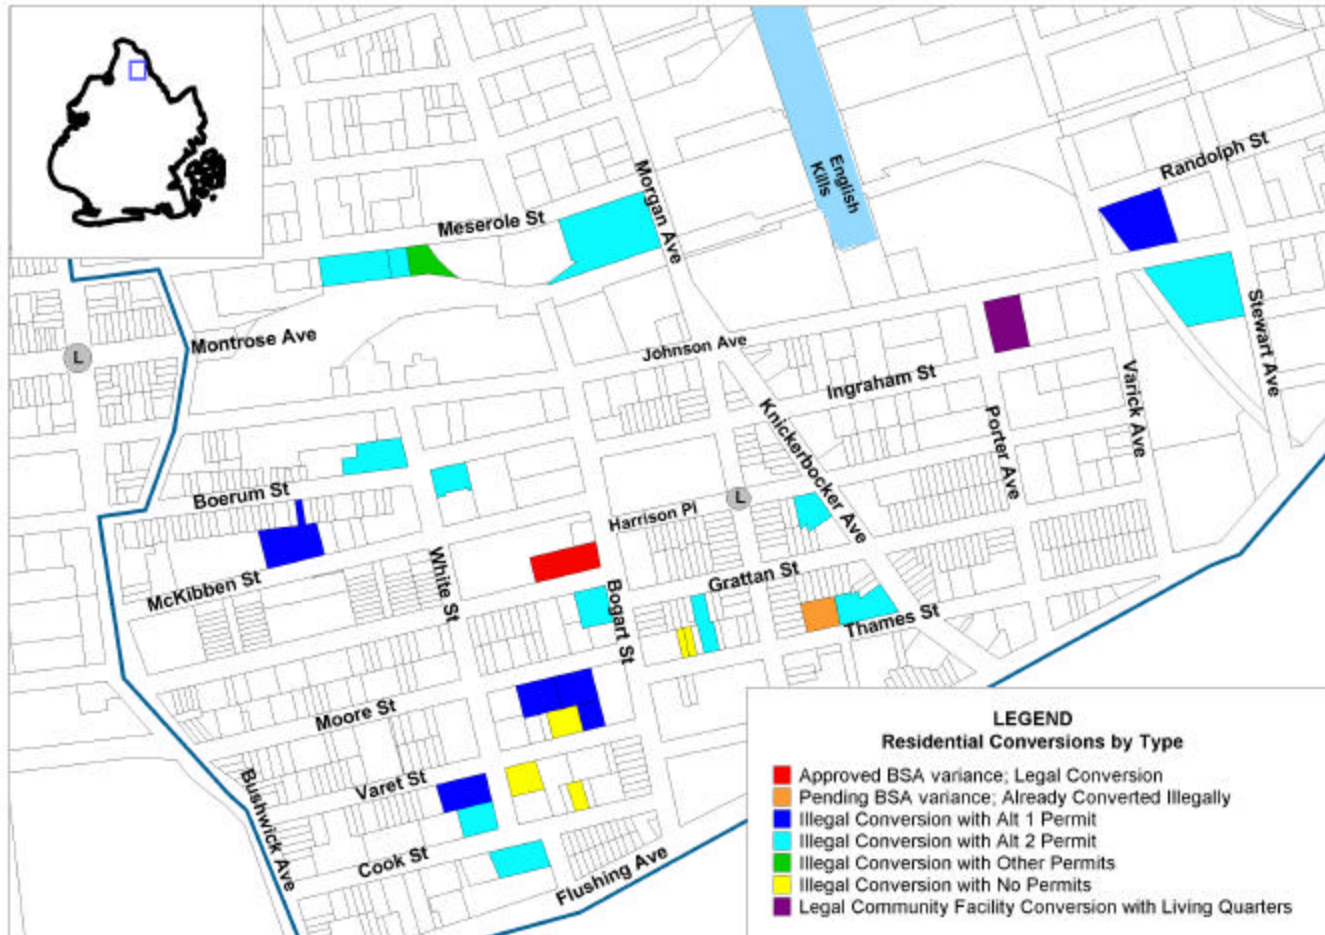 Randolph St
English
Kills
Morgan Ave
Meserole St
Stewart Ave
Montrose Ave
L
Johnson Ave
Ingraham St
Varick Ave
Knickerbocker Ave
Porter Ave
Boerum St
L
Harrison Pl
McKibben St
White St
Grattan St
Bogart St
Thames St
Moore St
Varet St
Bushwick Ave
Cook St
Flushing Ave
LEGEND
Residential Conversions by Type
Approved BSA variance; Legal Conversion
Pending BSA variance; Already Converted Illegally
Illegal Conversion with Alt 1 Permit
Illegal Conversion with Alt 2 Permit
Illegal Conversion with Other Permits
Illegal Conversion with No Permits
Legal Community Facility Conversion with Living Quarters